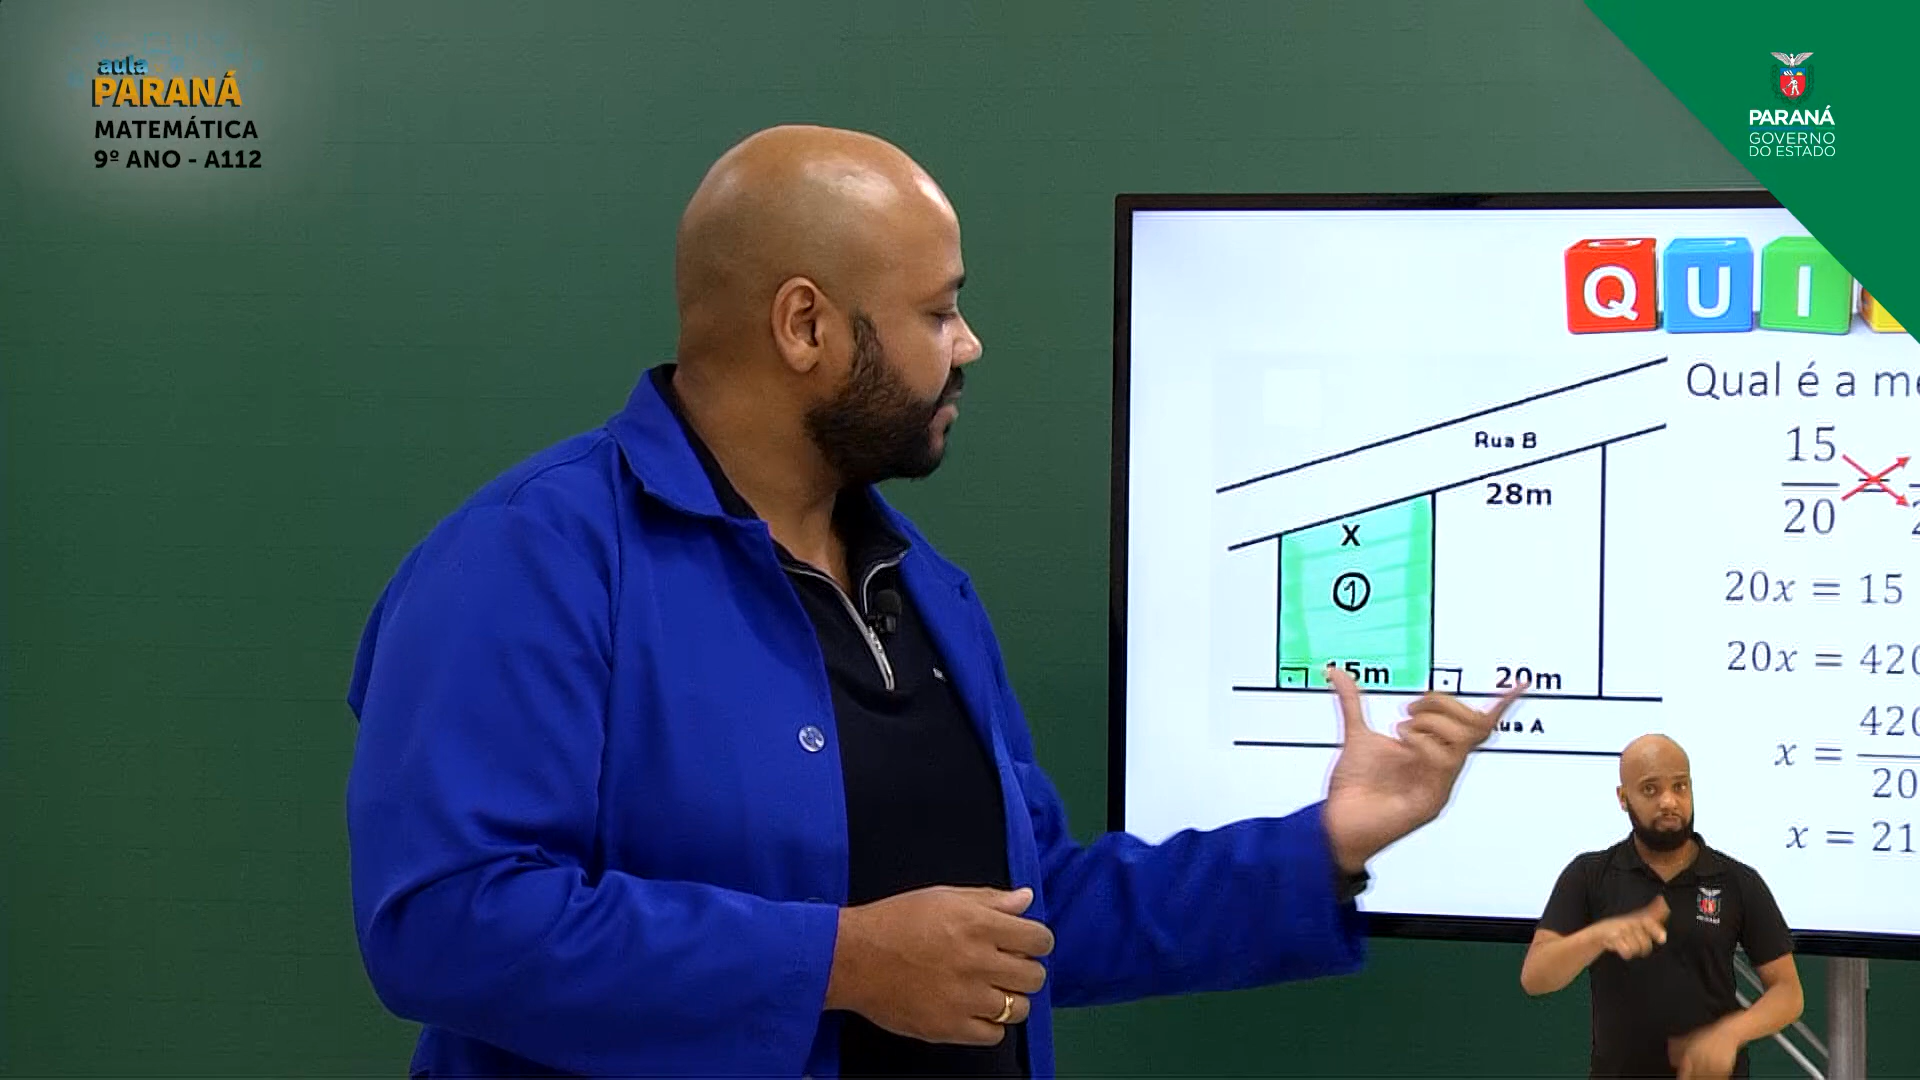 aula
PARANÁ
MATEMÁTICA
9º ANO - A112
PARANÁ
GOVERNO
DO ESTADO
QUI
Qual é a
Rua B
28m
x
1
15m
20m
Rua A
15
20
=
20x = 15
20x = 420
x = 420
20
x = 21